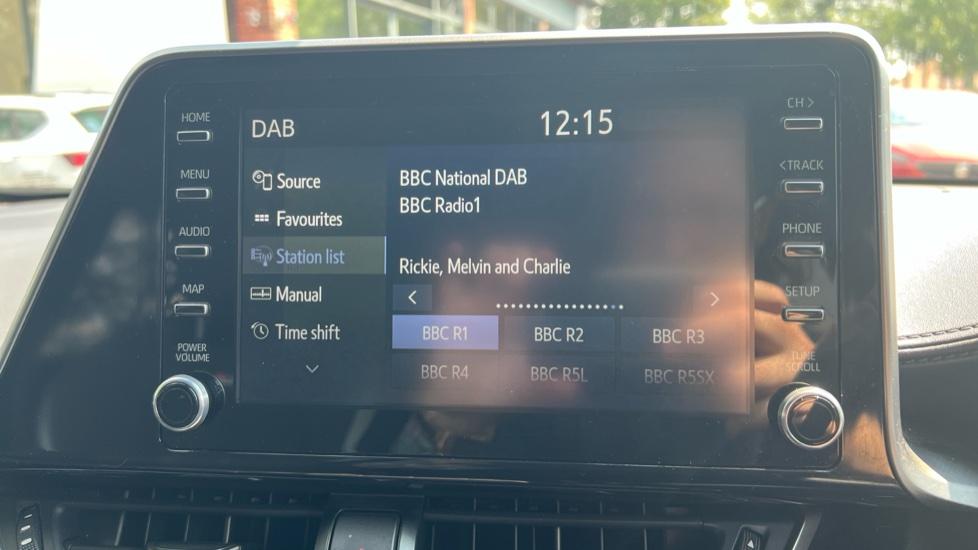 HOME
MENU
AUDIO
MAP
POWER
VOLUME
DAB
12:15
Source
Favourites
Station list
Manual
Time shift
BBC National DAB
BBC Radio1
Rickie, Melvin and Charlie
BBC R1
BBC R2
BBC R3
BBC R4
BBC R5L
BBC R5SX
CH >
< TRACK
PHONE
SETUP
TUNE
SCROLL